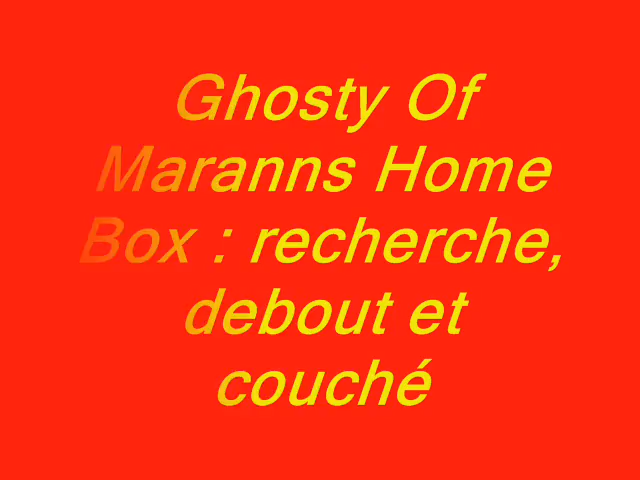 Ghosty Of
Maranns Home
Box : recherche,
debout et
couché